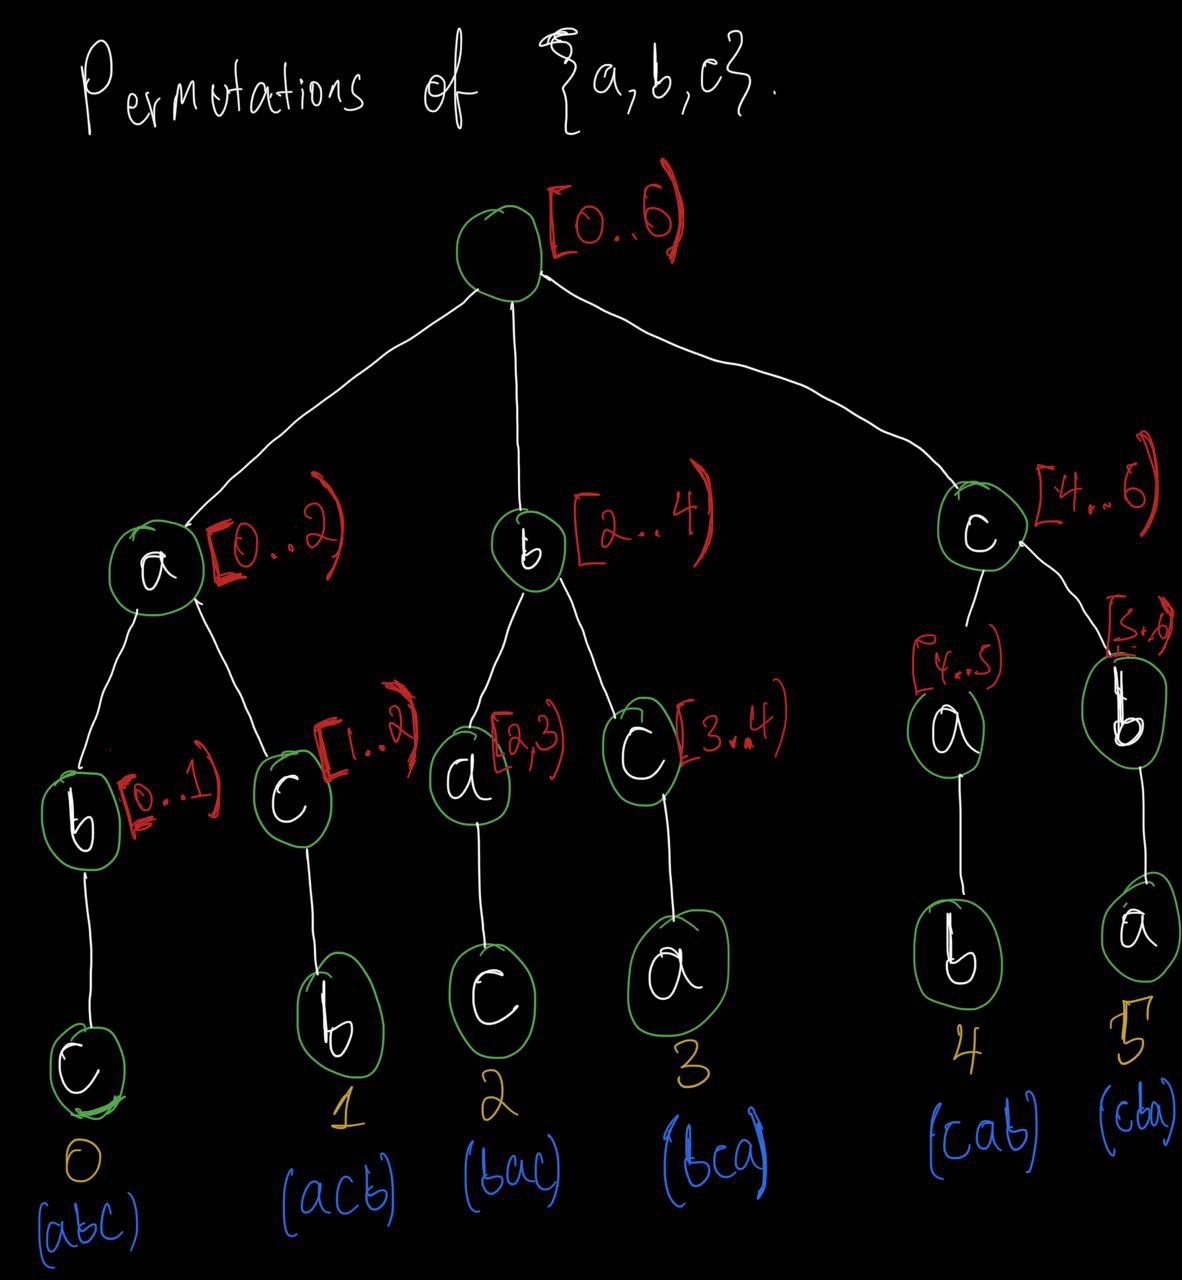 Permutations of {a,b,c}.
[0..6)
a [0..2) b [2..4) c [4..6)
[4..5) [5..6)
b [0..1) c [1..2) a [2,3) c [3..4) a b
c b c a b a
0 1 2 3 4 5
(abc) (acb) (bac) (bca) (cab) (cba)